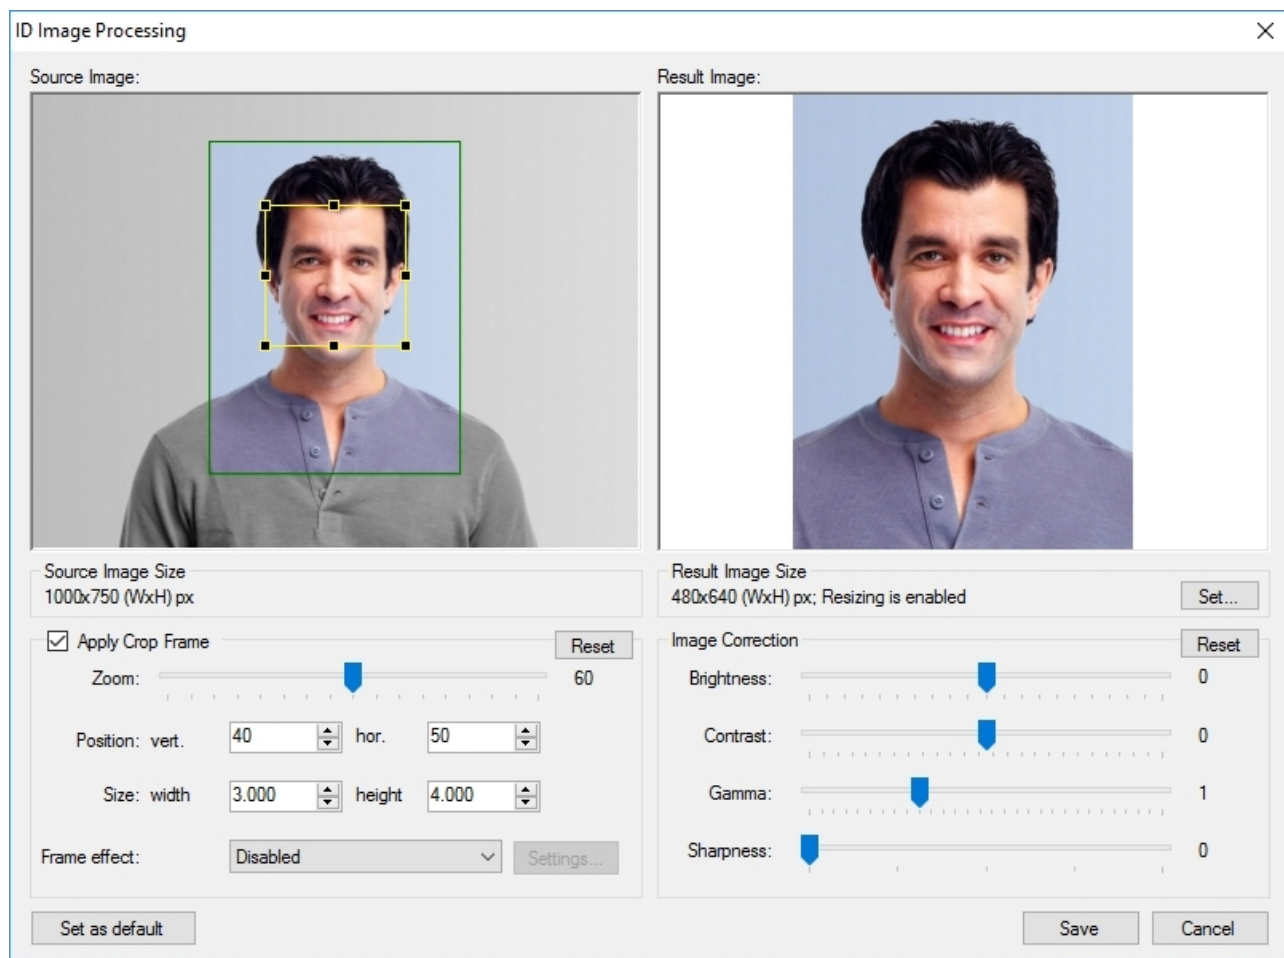 ID Image Processing
Source Image:
Result Image:
Source Image Size
1000x750 (WxH) px
Result Image Size
480x640 (WxH) px; Resizing is enabled
Set...
Apply Crop Frame
Reset
Zoom:
60
Position: vert.
40
hor.
50
Size: width
3.000
height
4.000
Frame effect:
Disabled
Settings...
Image Correction
Reset
Brightness:
0
Contrast:
0
Gamma:
1
Sharpness:
0
Set as default
Save
Cancel